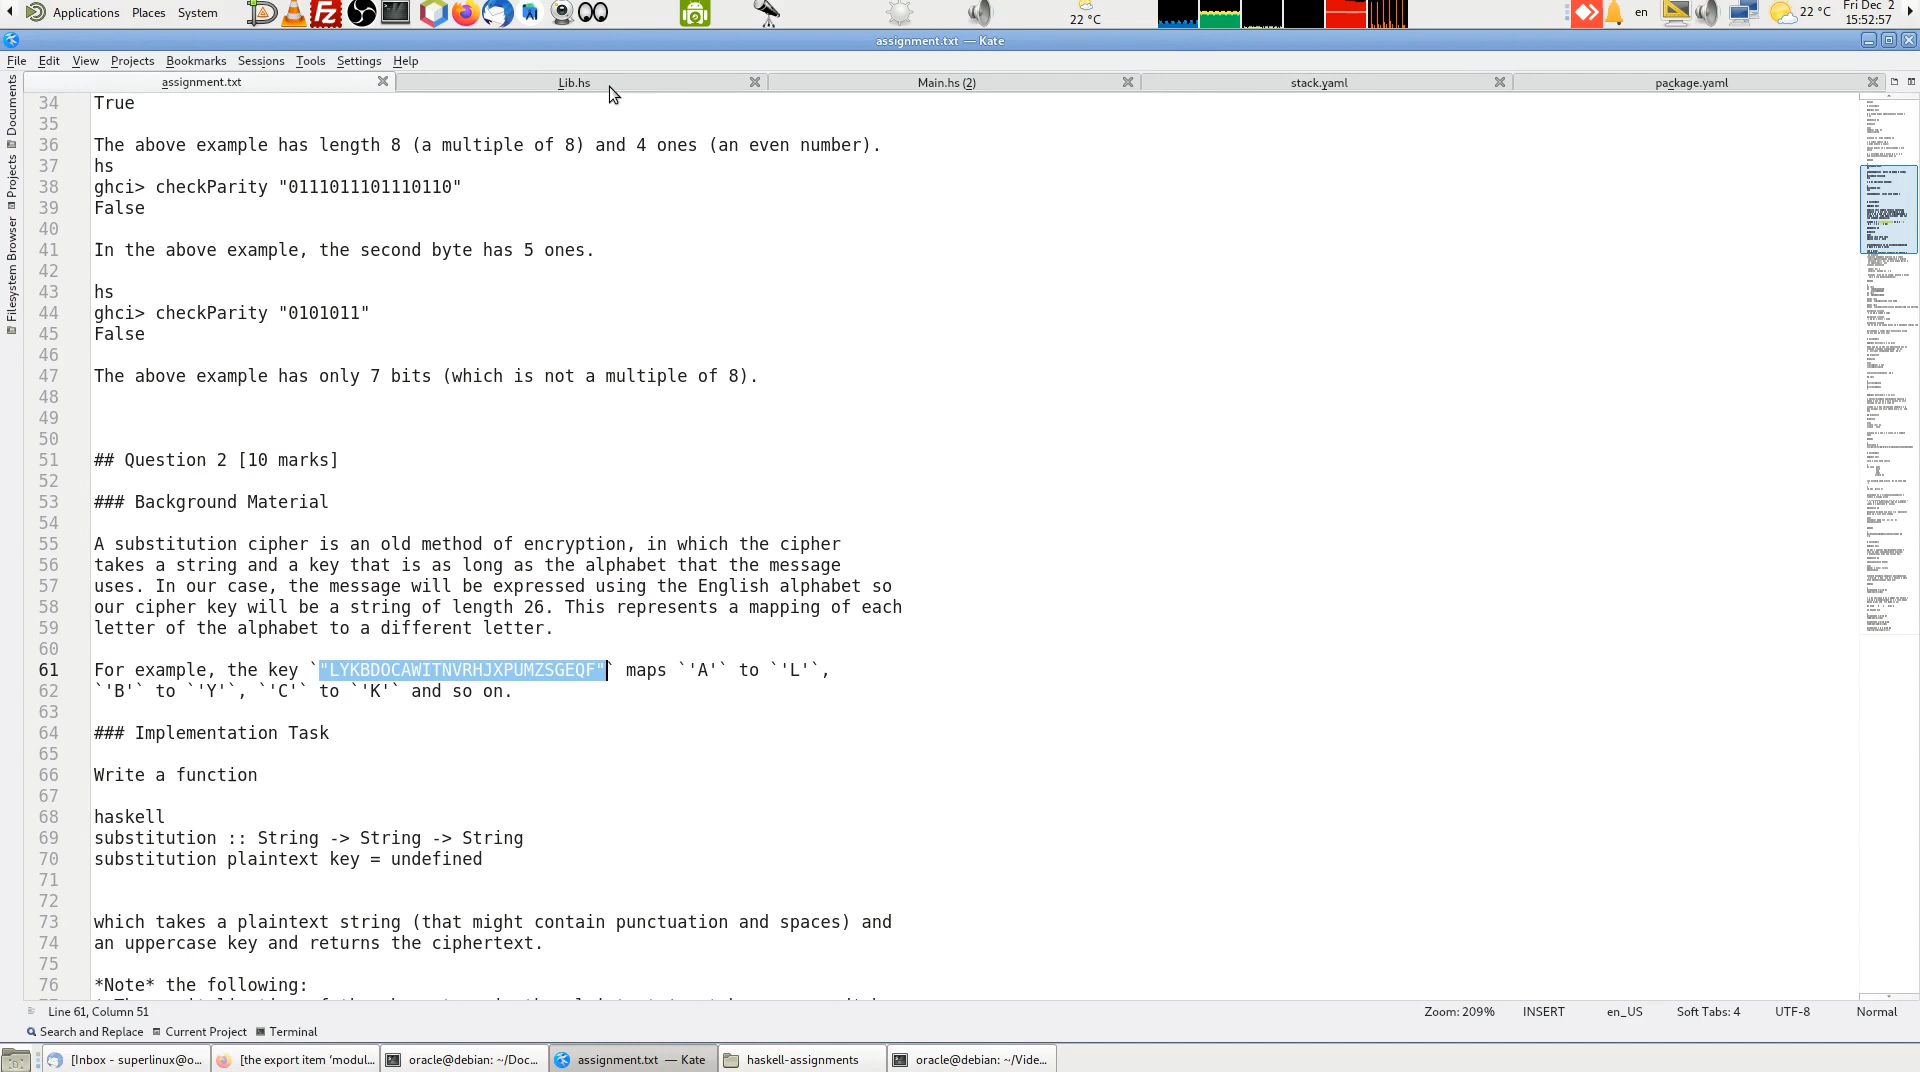 Applications Places System
22 °C
en
22 °C
Fri Dec 2
15:52:57
assignment.txt — Kate
File Edit View Projects Bookmarks Sessions Tools Settings Help
assignment.txt Lib.hs Main.hs (2) stack.yaml package.yaml
Documents
Projects
Filesystem Browser
34 True
35
36 The above example has length 8 (a multiple of 8) and 4 ones (an even number).
37 hs
38 ghci> checkParity "0111011101110110"
39 False
40
41 In the above example, the second byte has 5 ones.
42
43 hs
44 ghci> checkParity "0101011"
45 False
46
47 The above example has only 7 bits (which is not a multiple of 8).
48
49
50
51 ## Question 2 [10 marks]
52
53 ### Background Material
54
55 A substitution cipher is an old method of encryption, in which the cipher
56 takes a string and a key that is as long as the alphabet that the message
57 uses. In our case, the message will be expressed using the English alphabet so
58 our cipher key will be a string of length 26. This represents a mapping of each
59 letter of the alphabet to a different letter.
60
61 For example, the key `"LYKBDOCAWITNVRHJXPUMZSGEQF"` maps `'A'` to `'L'`,
62 `'B'` to `'Y'`, `'C'` to `'K'` and so on.
63
64 ### Implementation Task
65
66 Write a function
67
68 haskell
69 substitution :: String -> String -> String
70 substitution plaintext key = undefined
71
72
73 which takes a plaintext string (that might contain punctuation and spaces) and
74 an uppercase key and returns the ciphertext.
75
76 *Note* the following:
Line 61, Column 51 Zoom: 209% INSERT en_US Soft Tabs: 4 UTF-8 Normal
Search and Replace Current Project Terminal
[Inbox - superlinux@o... [the export item 'modul... oracle@debian: ~/Doc... assignment.txt — Kate haskell-assignments oracle@debian: ~/Vide...